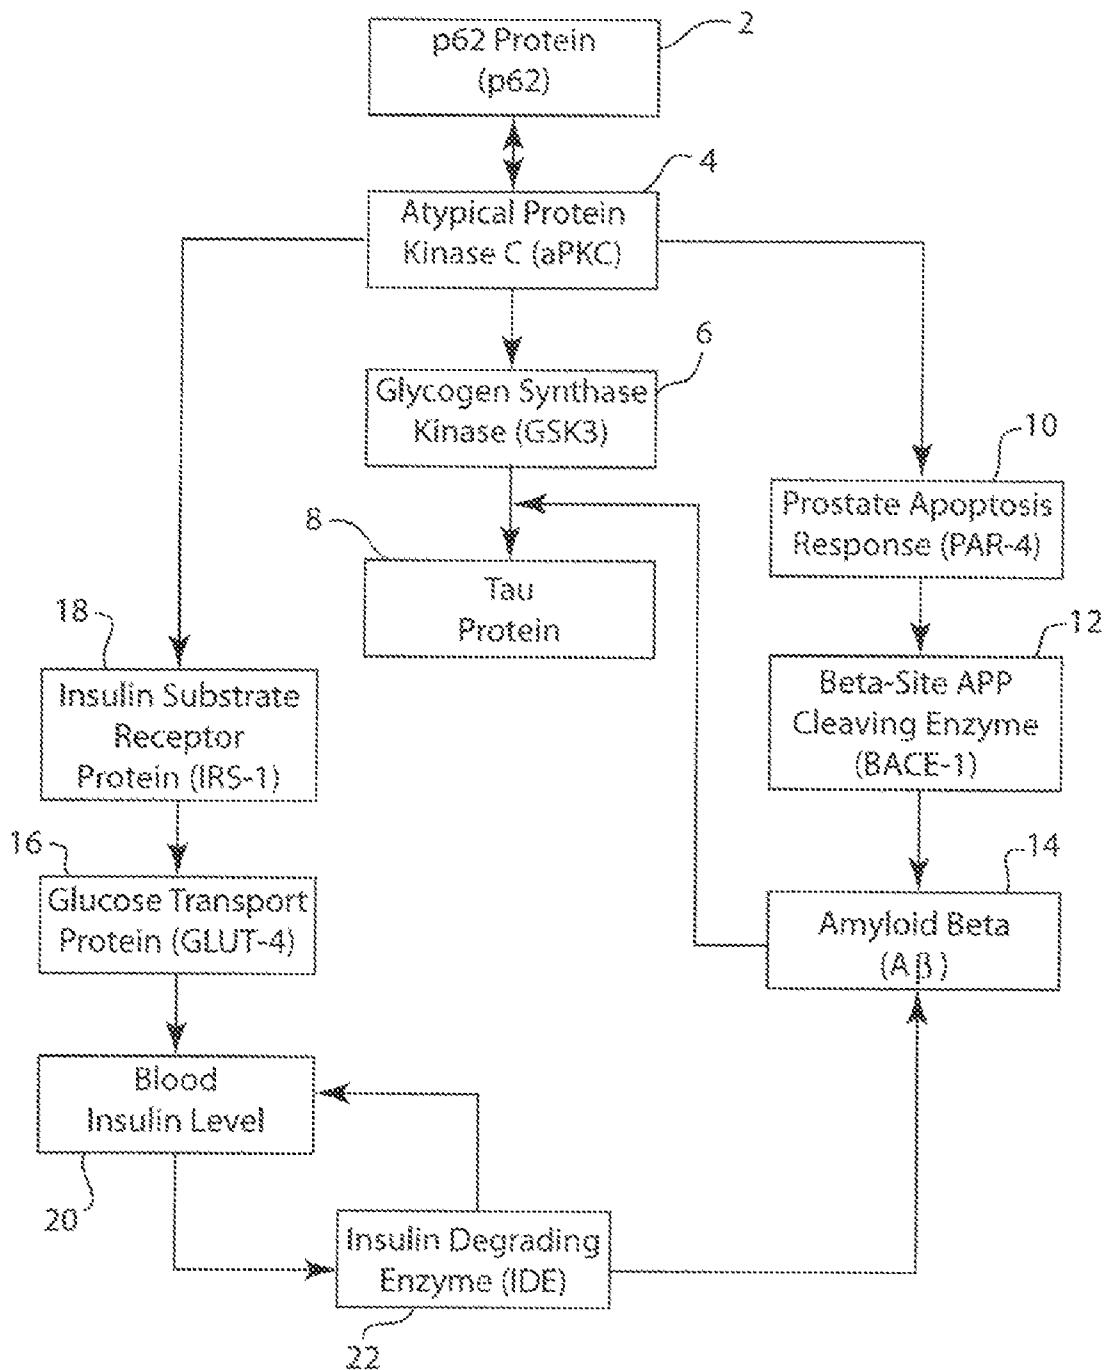 2
p62 Protein
(p62)
4
Atypical Protein
Kinase C (aPKC)
6
Glycogen Synthase
Kinase (GSK3)
10
Prostate Apoptosis
Response (PAR-4)
8
Tau
Protein
18
Insulin Substrate
Receptor
Protein (IRS-1)
12
Beta-Site APP
Cleaving Enzyme
(BACE-1)
16
Glucose Transport
Protein (GLUT-4)
14
Amyloid Beta
(Aβ)
Blood
Insulin Level
20
Insulin Degrading
Enzyme (IDE)
22